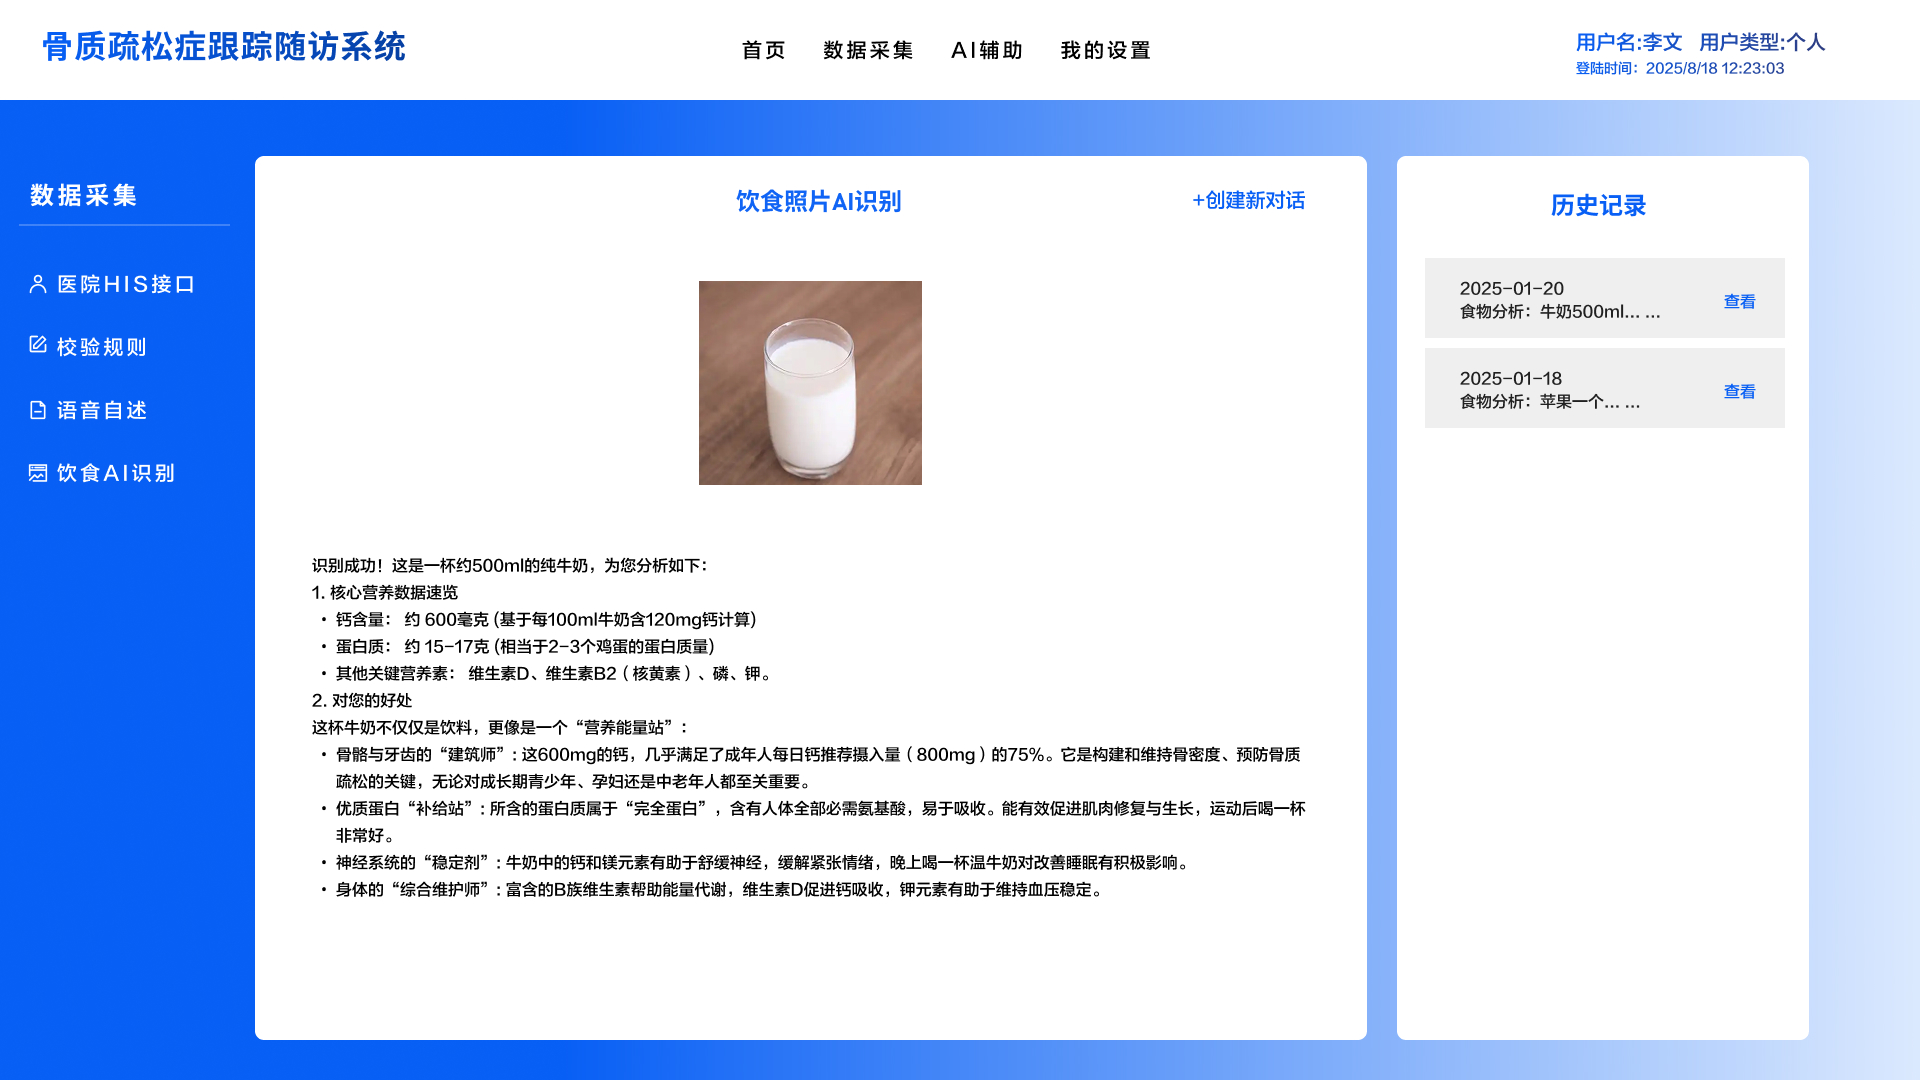 骨质疏松症跟踪随访系统
首页 数据采集 AI辅助 我的设置
用户名:李文 用户类型:个人
登陆时间：2025/8/18 12:23:03
数据采集
医院HIS接口
校验规则
语音自述
饮食AI识别
饮食照片AI识别
+创建新对话
识别成功！这是一杯约500ml的纯牛奶，为您分析如下：
1. 核心营养数据速览
• 钙含量： 约 600毫克 (基于每100ml牛奶含120mg钙计算)
• 蛋白质： 约 15-17克 (相当于2-3个鸡蛋的蛋白质量)
• 其他关键营养素： 维生素D、维生素B2（核黄素）、磷、钾。
2. 对您的好处
这杯牛奶不仅仅是饮料，更像是一个“营养能量站”：
• 骨骼与牙齿的“建筑师”: 这600mg的钙，几乎满足了成年人每日钙推荐摄入量（800mg）的75%。它是构建和维持骨密度、预防骨质
疏松的关键，无论对成长期青少年、孕妇还是中老年人都至关重要。
• 优质蛋白“补给站”: 所含的蛋白质属于“完全蛋白”，含有人体全部必需氨基酸，易于吸收。能有效促进肌肉修复与生长，运动后喝一杯
非常好。
• 神经系统的“稳定剂”: 牛奶中的钙和镁元素有助于舒缓神经，缓解紧张情绪，晚上喝一杯温牛奶对改善睡眠有积极影响。
• 身体的“综合维护师”: 富含的B族维生素帮助能量代谢，维生素D促进钙吸收，钾元素有助于维持血压稳定。
历史记录
2025-01-20
食物分析：牛奶500ml... ...
查看
2025-01-18
食物分析：苹果一个... ...
查看